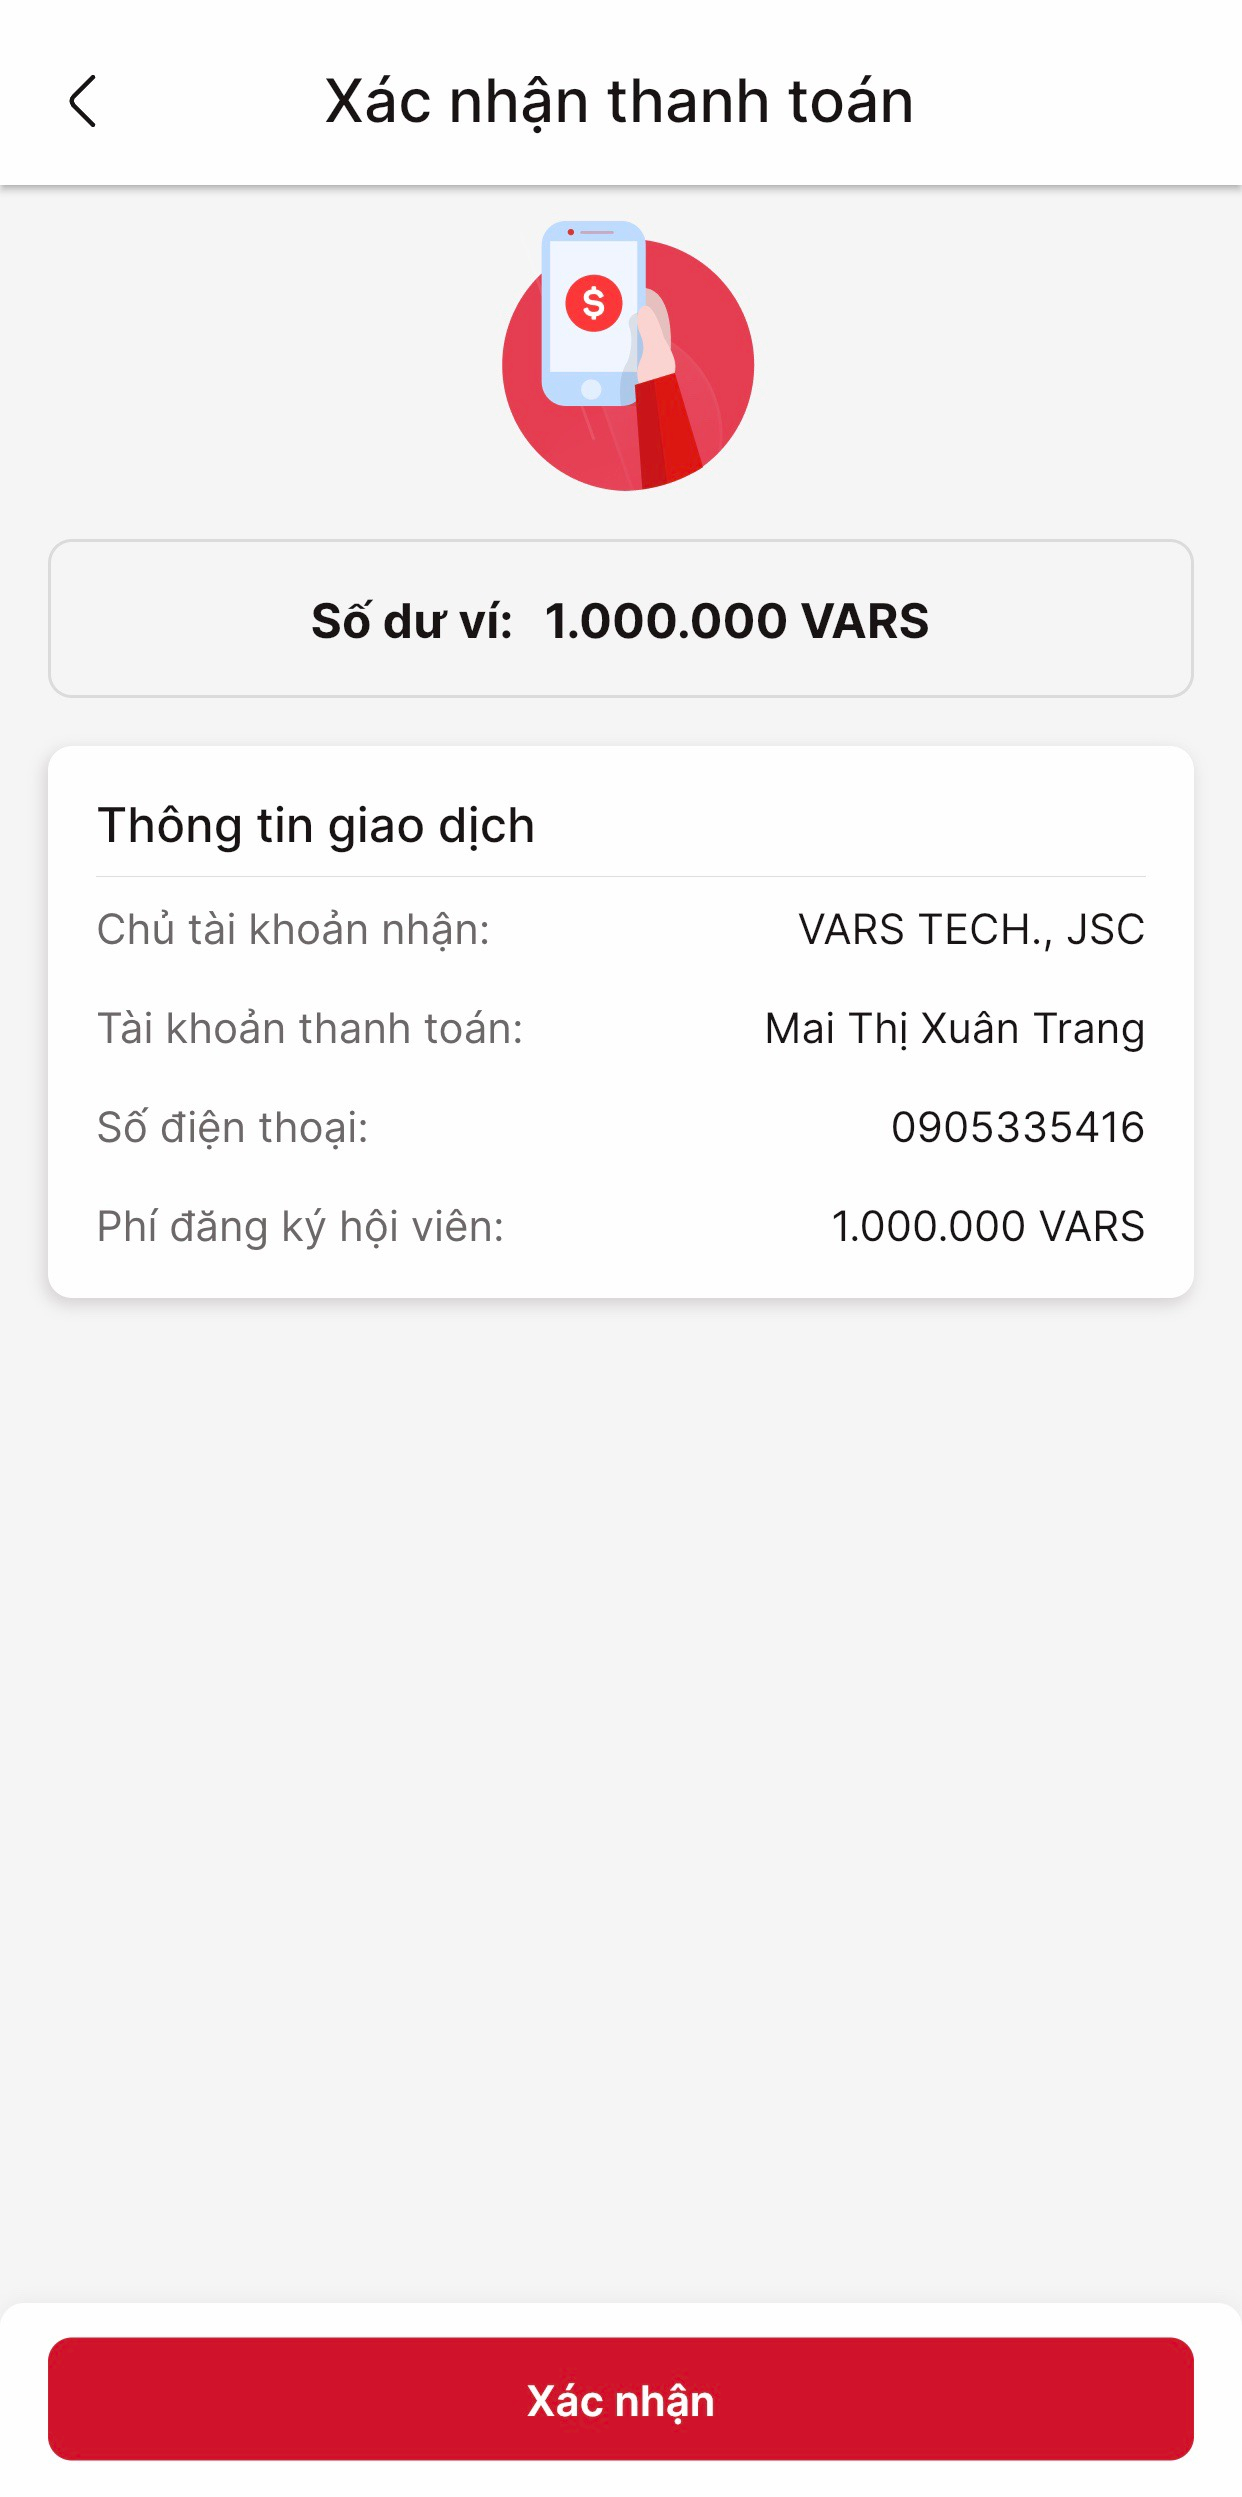 Xác nhận thanh toán
$
Số dư ví: 1.000.000 VARS
Thông tin giao dịch
Chủ tài khoản nhận: VARS TECH., JSC
Tài khoản thanh toán: Mai Thị Xuân Trang
Số điện thoại: 0905335416
Phí đăng ký hội viên: 1.000.000 VARS
Xác nhận